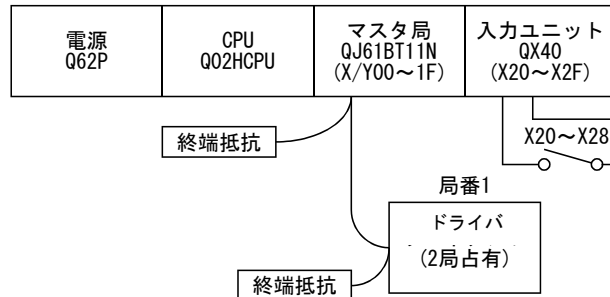 電源
Q62P
CPU
Q02HCPU
マスタ局
QJ61BT11N
(X/Y00～1F)
入力ユニット
QX40
(X20～X2F)
終端抵抗
X20～X28
局番1
ドライバ
(2局占有)
終端抵抗